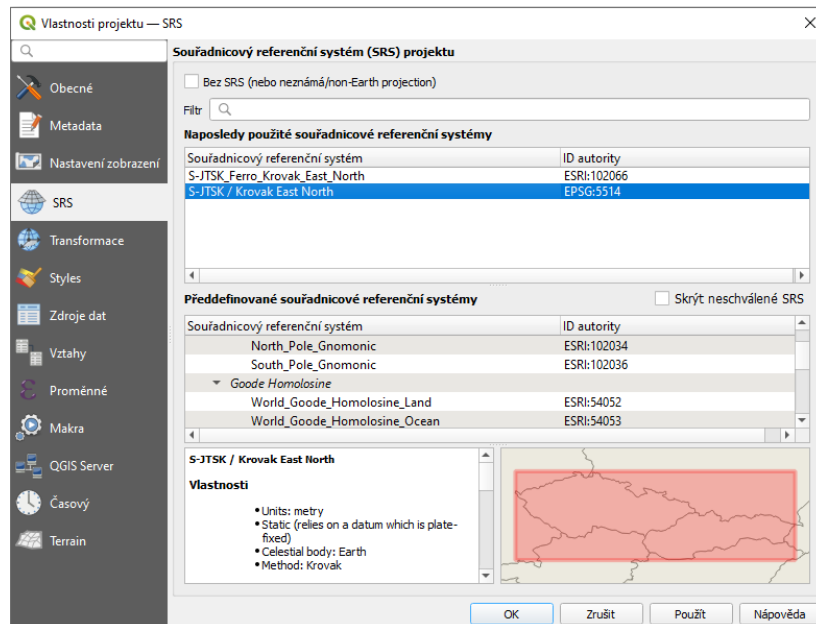 Vlastnosti projektu — SRS
Souřadnicový referenční systém (SRS) projektu
Obecné
Metadata
Nastavení zobrazení
SRS
Transformace
Styles
Zdroje dat
Vztahy
Proměnné
Makra
QGIS Server
Časový
Terrain
Bez SRS (nebo neznámá/non-Earth projection)
Filtr
Naposledy použité souřadnicové referenční systémy
Souřadnicový referenční systém ID autority
S-JTSK_Ferro_Krovak_East_North ESRI:102066
S-JTSK / Krovak East North EPSG:5514
Předdefinované souřadnicové referenční systémy Skrýt neschválené SRS
Souřadnicový referenční systém ID autority
North_Pole_Gnomonic ESRI:102034
South_Pole_Gnomonic ESRI:102036
Goode Homolosine
World_Goode_Homolosine_Land ESRI:54052
World_Goode_Homolosine_Ocean ESRI:54053
S-JTSK / Krovak East North
Vlastnosti
• Units: metry
• Static (relies on a datum which is plate-
fixed)
• Celestial body: Earth
• Method: Krovak
OK Zrušit Použít Nápověda